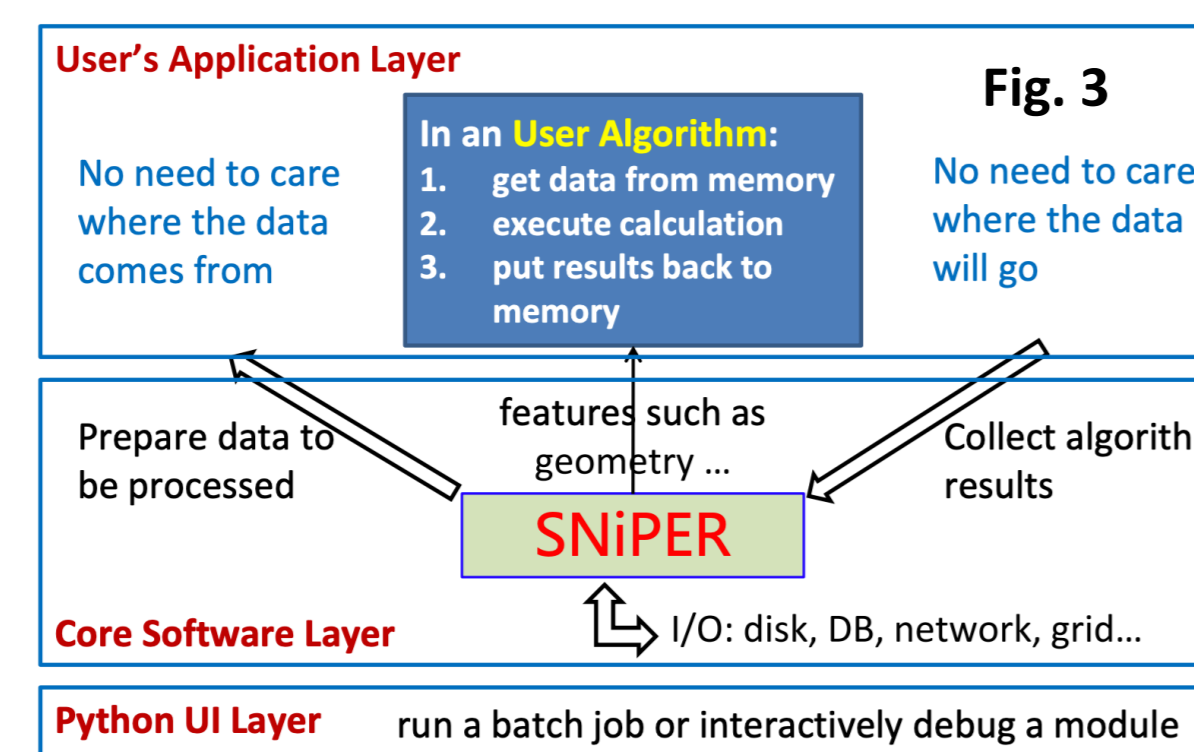 User's Application Layer
Fig. 3
No need to care
where the data
comes from
In an User Algorithm:
1. get data from memory
2. execute calculation
3. put results back to
memory
No need to care
where the data
will go
Prepare data to
be processed
features such as
geometry ...
Collect algorith
results
SNiPER
Core Software Layer
I/O: disk, DB, network, grid...
Python UI Layer
run a batch job or interactively debug a module